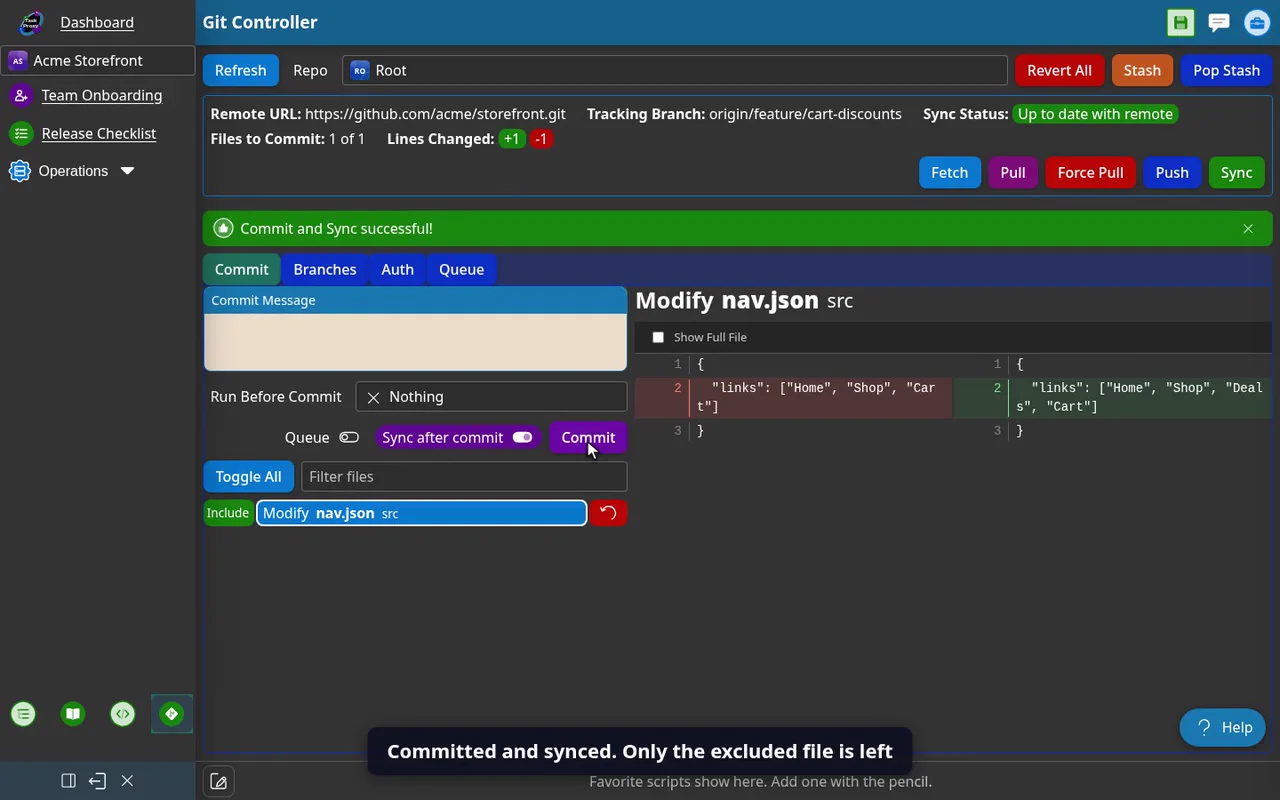 Dashboard
Git Controller
AS Acme Storefront
Refresh Repo RO Root Revert All Stash Pop Stash
Team Onboarding
Release Checklist
Operations
Remote URL: https://github.com/acme/storefront.git Tracking Branch: origin/feature/cart-discounts Sync Status: Up to date with remote
Files to Commit: 1 of 1 Lines Changed: +1 -1
Fetch Pull Force Pull Push Sync
Commit and Sync successful!
Commit Branches Auth Queue
Commit Message
Run Before Commit Nothing
Queue Sync after commit Commit
Toggle All Filter files
Include Modify nav.json src
Modify nav.json src
Show Full File
1 { 1 {
2 "links": ["Home", "Shop", "Car 2 "links": ["Home", "Shop", "Deal
t"] s", "Cart"]
3 } 3 }
? Help
Committed and synced. Only the excluded file is left
Favorite scripts show here. Add one with the pencil.